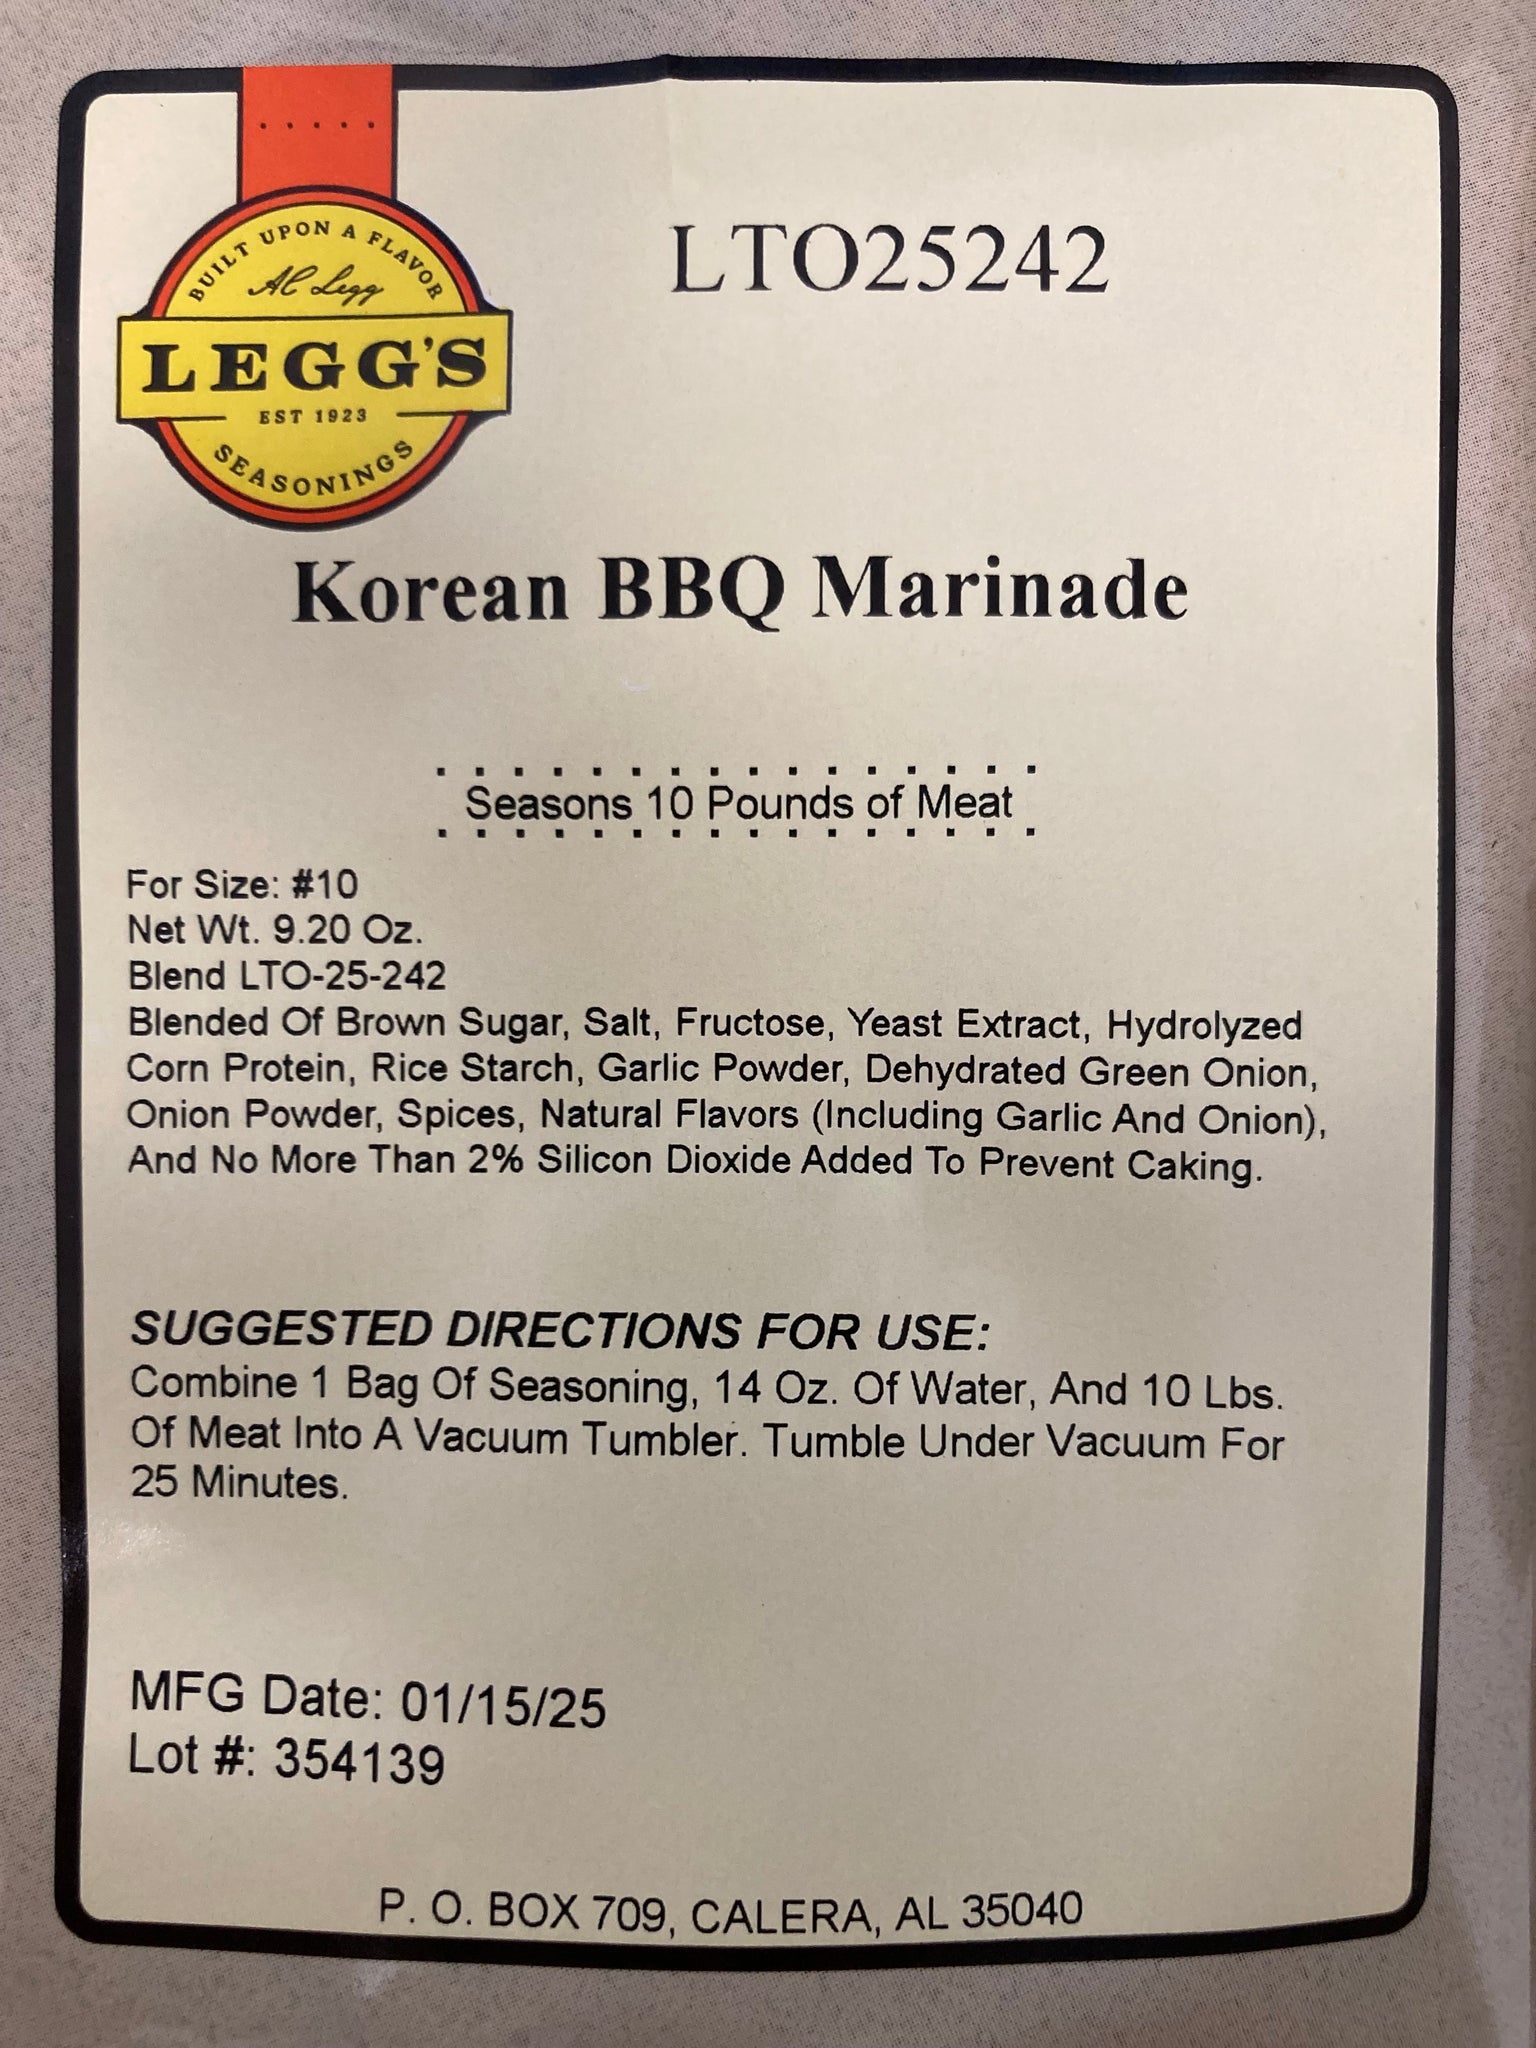 BUILT UPON A FLAVOR
AC Legg
LEGG'S
EST 1923
SEASONINGS
LTO25242
Korean BBQ Marinade
Seasons 10 Pounds of Meat
For Size: #10
Net Wt. 9.20 Oz.
Blend LTO-25-242
Blended Of Brown Sugar, Salt, Fructose, Yeast Extract, Hydrolyzed
Corn Protein, Rice Starch, Garlic Powder, Dehydrated Green Onion,
Onion Powder, Spices, Natural Flavors (Including Garlic And Onion),
And No More Than 2% Silicon Dioxide Added To Prevent Caking.
SUGGESTED DIRECTIONS FOR USE:
Combine 1 Bag Of Seasoning, 14 Oz. Of Water, And 10 Lbs.
Of Meat Into A Vacuum Tumbler. Tumble Under Vacuum For
25 Minutes.
MFG Date: 01/15/25
Lot #: 354139
P. O. BOX 709, CALERA, AL 35040